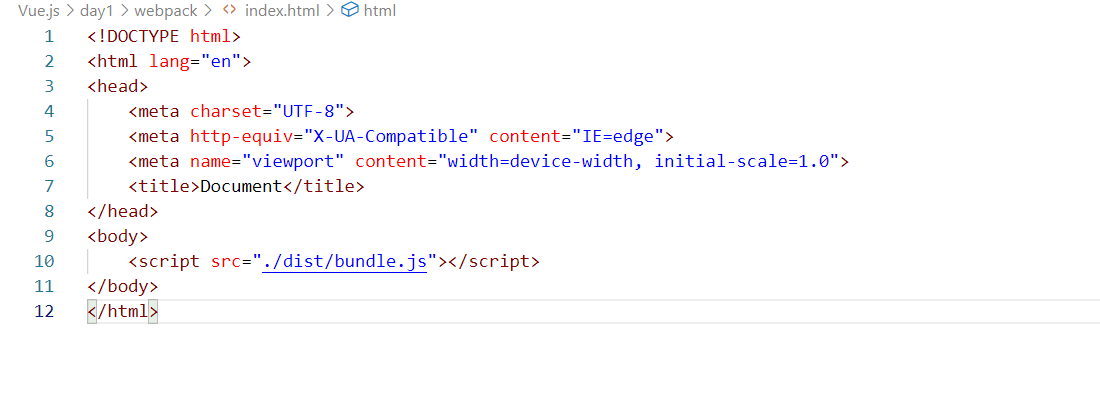 Vue.js > day1 > webpack > <> index.html > html
1 <!DOCTYPE html>
2 <html lang="en">
3 <head>
4     <meta charset="UTF-8">
5     <meta http-equiv="X-UA-Compatible" content="IE=edge">
6     <meta name="viewport" content="width=device-width, initial-scale=1.0">
7     <title>Document</title>
8 </head>
9 <body>
10     <script src="./dist/bundle.js"></script>
11 </body>
12 </html>